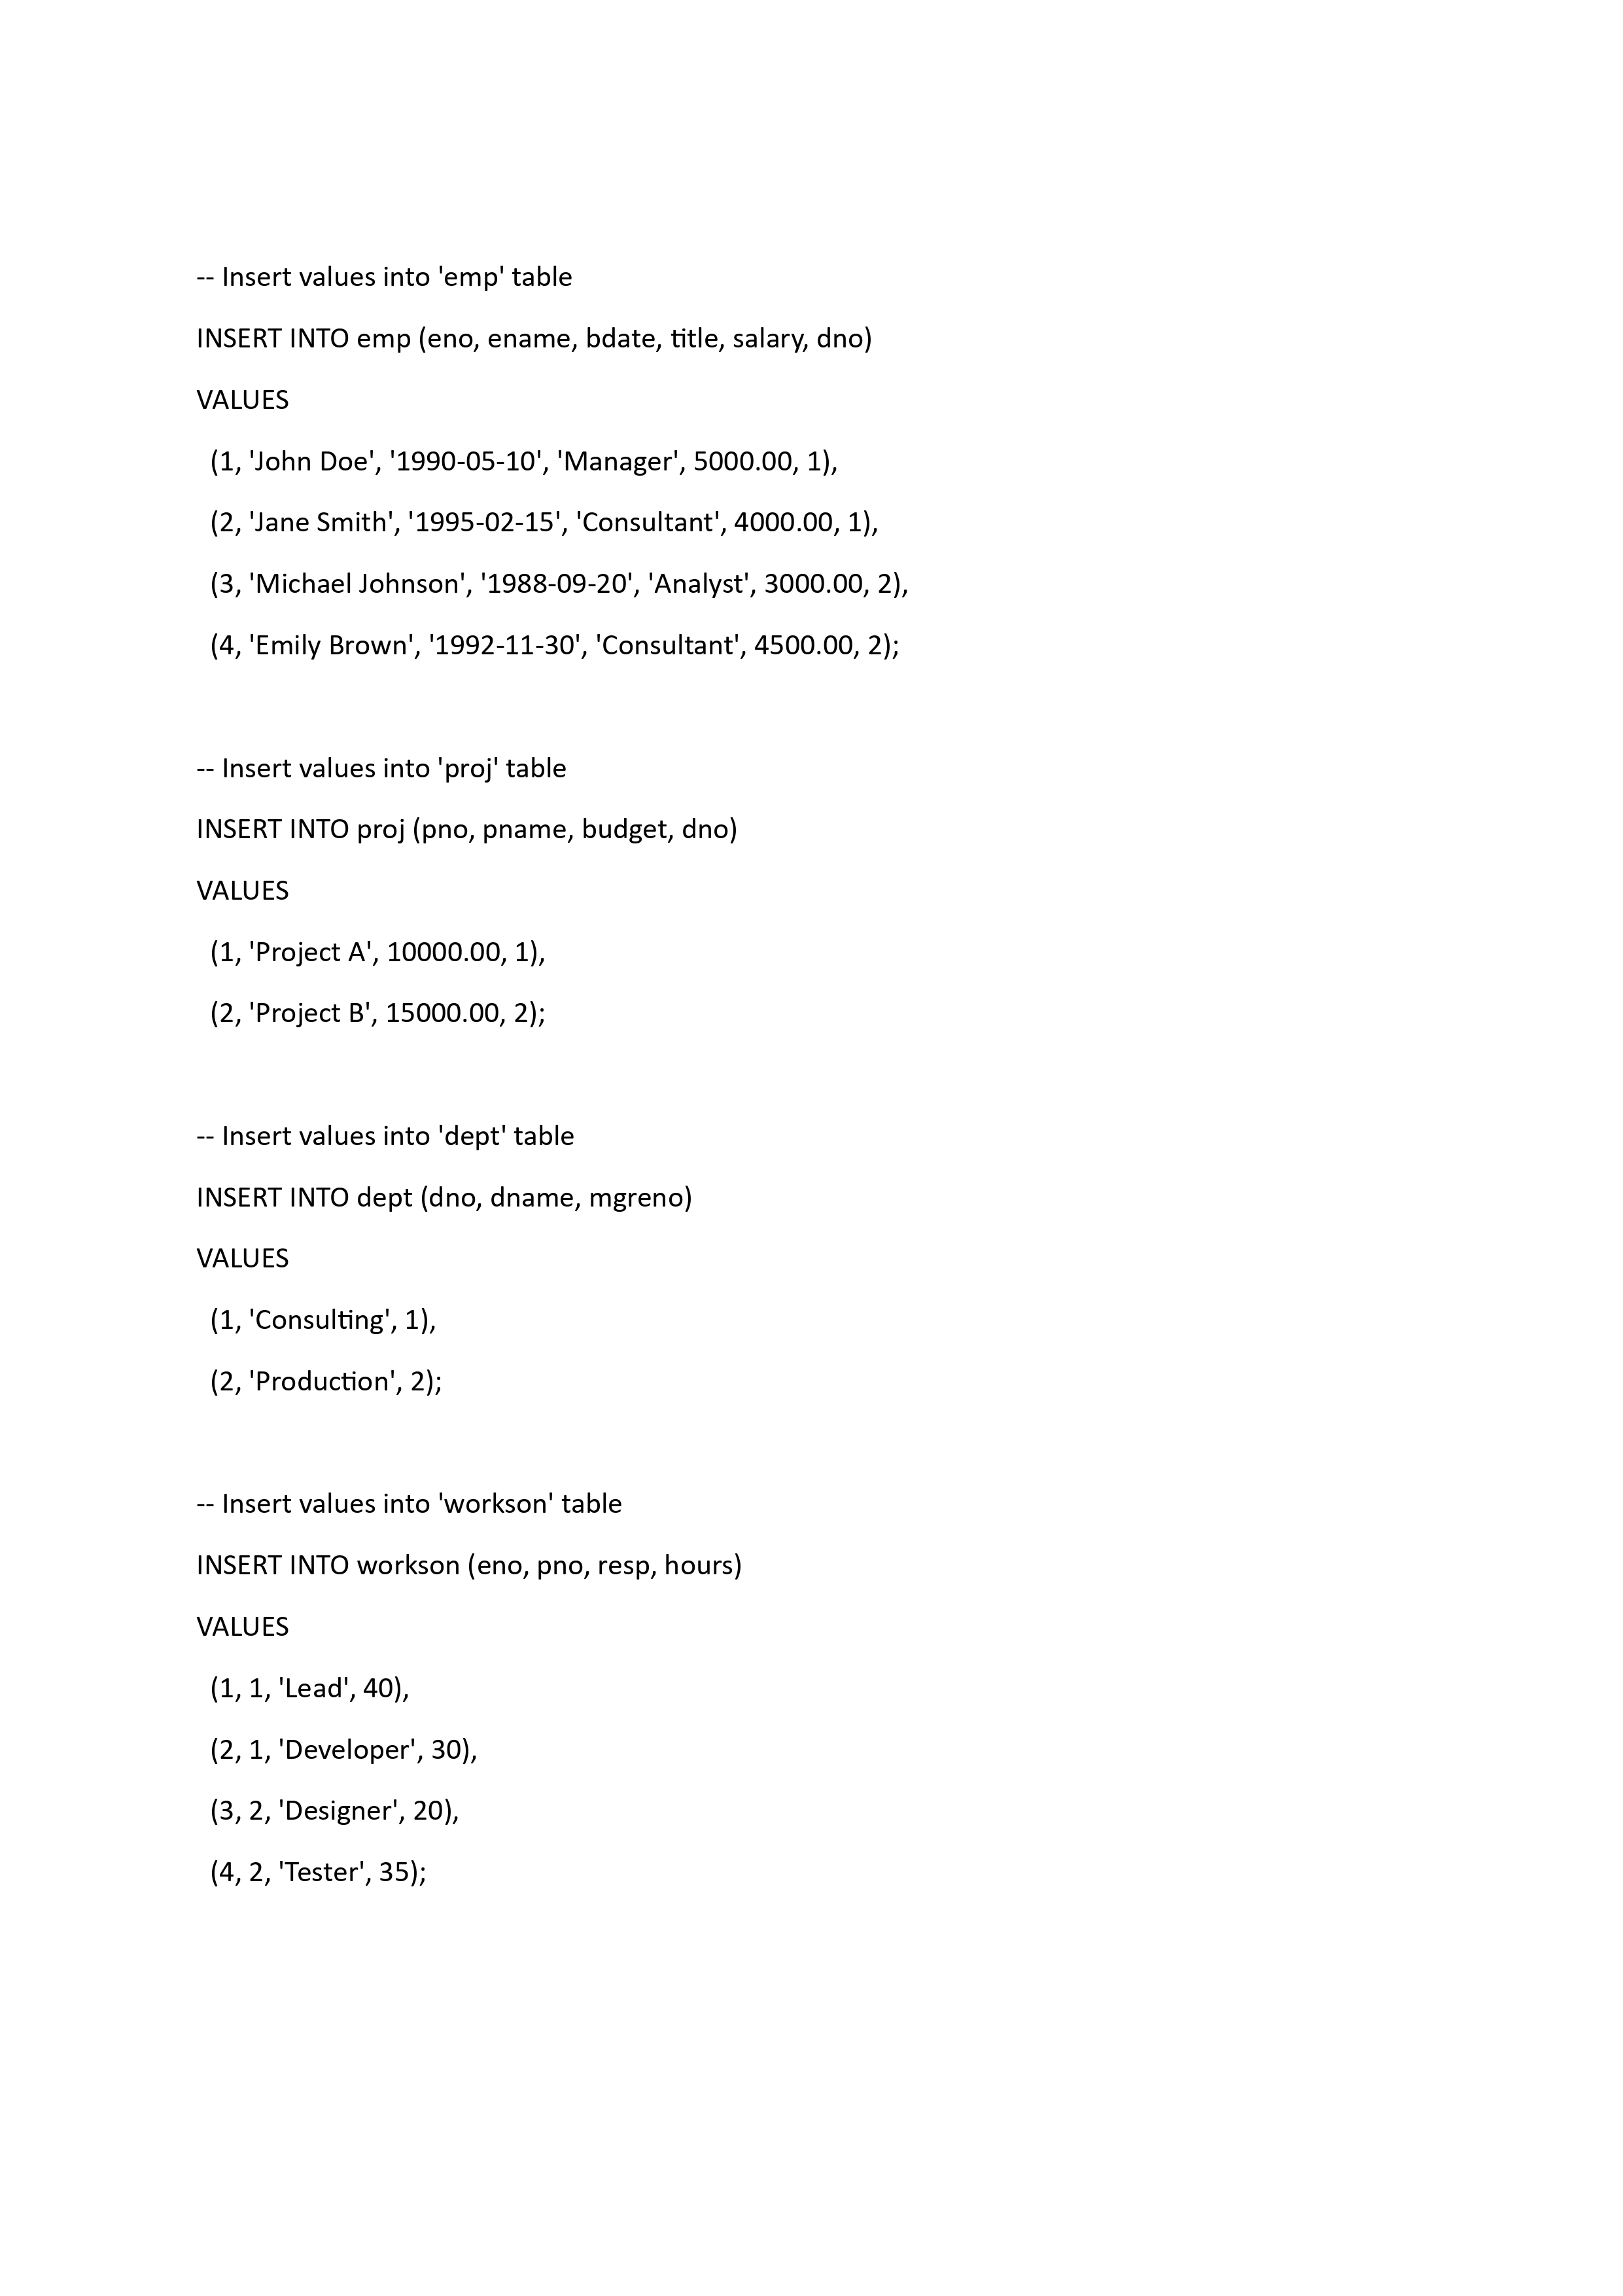 -- Insert values into 'emp' table
INSERT INTO emp (eno, ename, bdate, title, salary, dno)
VALUES
(1, 'John Doe', '1990-05-10', 'Manager', 5000.00, 1),
(2, 'Jane Smith', '1995-02-15', 'Consultant', 4000.00, 1),
(3, 'Michael Johnson', '1988-09-20', 'Analyst', 3000.00, 2),
(4, 'Emily Brown', '1992-11-30', 'Consultant', 4500.00, 2);
-- Insert values into 'proj' table
INSERT INTO proj (pno, pname, budget, dno)
VALUES
(1, 'Project A', 10000.00, 1),
(2, 'Project B', 15000.00, 2);
-- Insert values into 'dept' table
INSERT INTO dept (dno, dname, mgreno)
VALUES
(1, 'Consulting', 1),
(2, 'Production', 2);
-- Insert values into 'workson' table
INSERT INTO workson (eno, pno, resp, hours)
VALUES
(1, 1, 'Lead', 40),
(2, 1, 'Developer', 30),
(3, 2, 'Designer', 20),
(4, 2, 'Tester', 35);